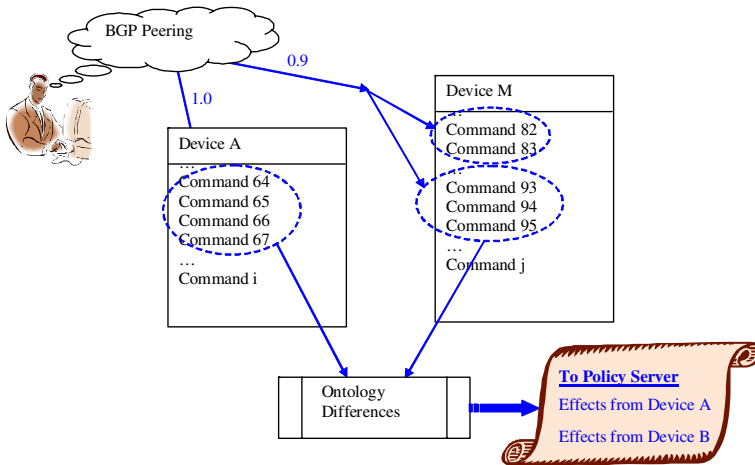 BGP Peering
0.9
1.0
Device M
...
Command 82
Command 83
...
Command 93
Command 94
Command 95
...
Command j
Device A
...
Command 64
Command 65
Command 66
Command 67
...
Command i
Ontology
Differences
To Policy Server
Effects from Device A
Effects from Device B